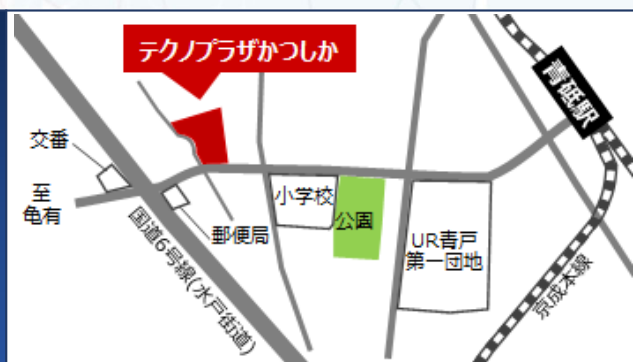 テクノプラザかつしか
青砥駅
交番
至
亀有
小学校
公園
郵便局
UR青戸
第一団地
国道6号線(水戸街道)
京成本線